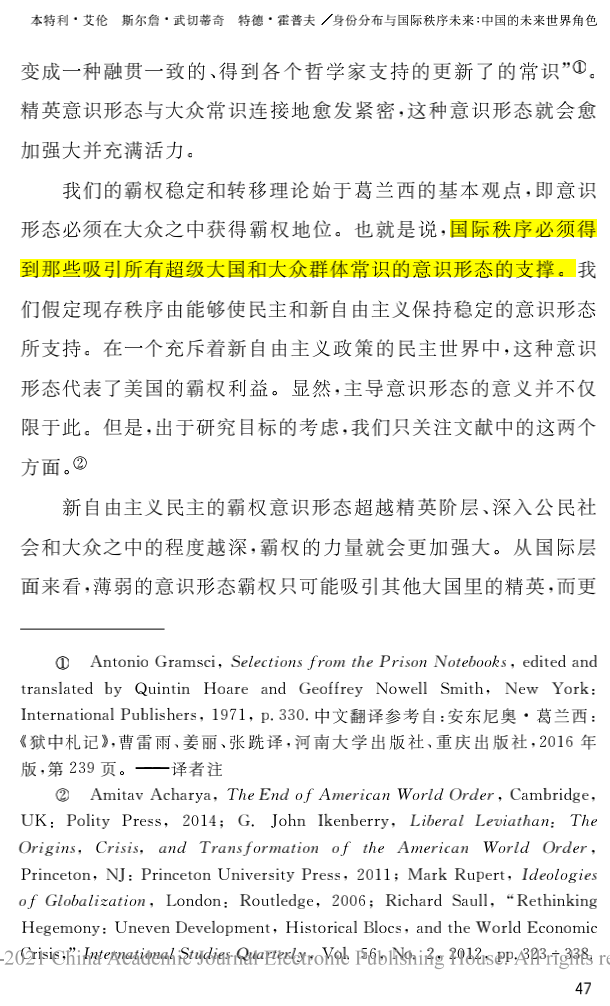 本特利·艾伦 斯尔詹·武切蒂奇 特德·霍普夫／身份分布与国际秩序未来:中国的未来世界角色
变成一种融贯一致的、得到各个哲学家支持的更新了的常识”①。
精英意识形态与大众常识连接地愈发紧密,这种意识形态就会愈
加强大并充满活力。
我们的霸权稳定和转移理论始于葛兰西的基本观点,即意识
形态必须在大众之中获得霸权地位。也就是说,国际秩序必须得
到那些吸引所有超级大国和大众群体常识的意识形态的支撑。我
们假定现存秩序由能够使民主和新自由主义保持稳定的意识形态
所支持。在一个充斥着新自由主义政策的民主世界中,这种意识
形态代表了美国的霸权利益。显然,主导意识形态的意义并不仅
限于此。但是,出于研究目标的考虑,我们只关注文献中的这两个
方面。②
新自由主义民主的霸权意识形态超越精英阶层、深入公民社
会和大众之中的程度越深,霸权的力量就会更加强大。从国际层
面来看,薄弱的意识形态霸权只可能吸引其他大国里的精英,而更
① Antonio Gramsci, Selections from the Prison Notebooks, edited and
translated by Quintin Hoare and Geoffrey Nowell Smith, New York:
International Publishers, 1971, p. 330. 中文翻译参考自:安东尼奥·葛兰西:
《狱中札记》,曹雷雨、姜丽、张跣译,河南大学出版社、重庆出版社,2016 年
版,第 239 页。——译者注
② Amitav Acharya, The End of American World Order, Cambridge,
UK: Polity Press, 2014; G. John Ikenberry, Liberal Leviathan: The
Origins, Crisis, and Transformation of the American World Order,
Princeton, NJ: Princeton University Press, 2011; Mark Rupert, Ideologies
of Globalization, London: Routledge, 2006; Richard Saull, “Rethinking
Hegemony: Uneven Development, Historical Blocs, and the World Economic
Crisis,” International Studies Quarterly, Vol. 56, No. 2, 2012, pp. 323-338.
-2021 China Academic Journal Electronic Publishing House. All rights re
47